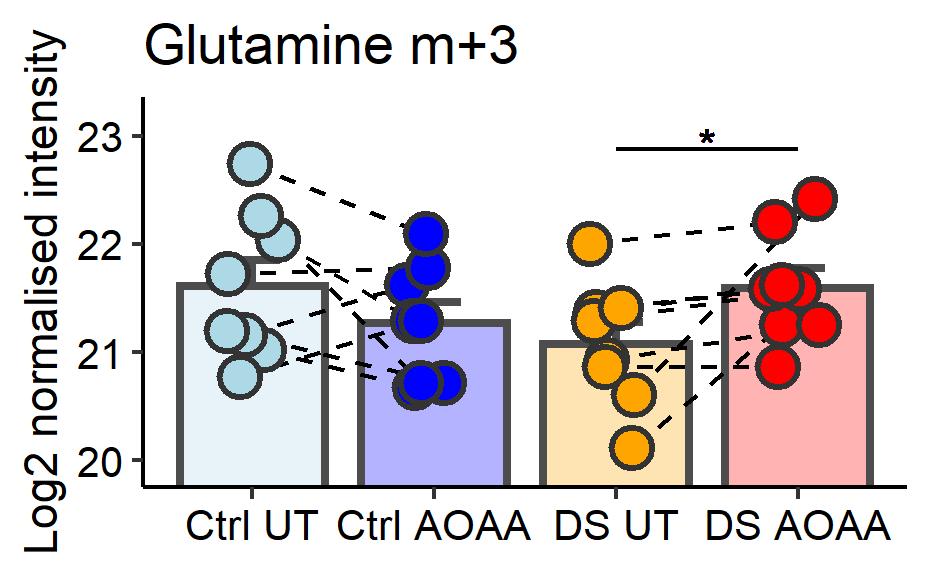 Glutamine m+3
Log2 normalised intensity
23
22
21
20
*
Ctrl UT
Ctrl AOAA
DS UT
DS AOAA